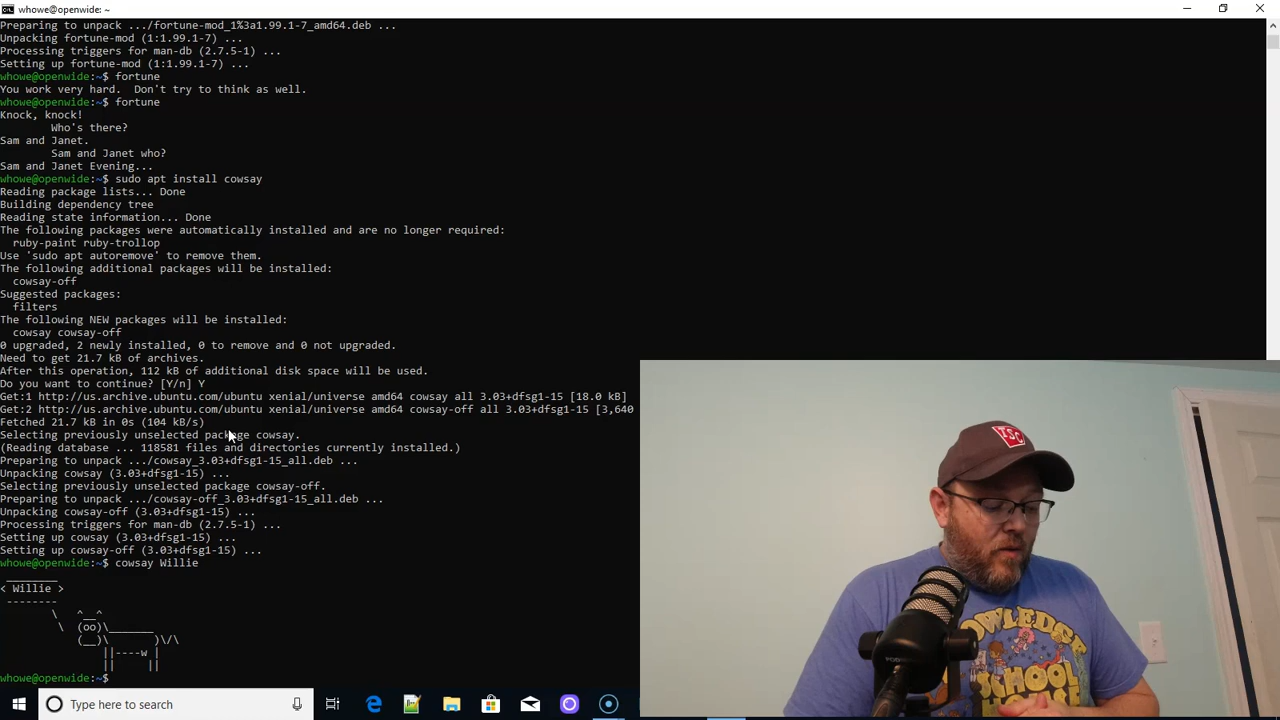 whowe@openwide: ~
Preparing to unpack .../fortune-mod_1%3a1.99.1-7_amd64.deb ...
Unpacking fortune-mod (1:1.99.1-7) ...
Processing triggers for man-db (2.7.5-1) ...
Setting up fortune-mod (1:1.99.1-7) ...
whowe@openwide:~$ fortune
You work very hard.  Don't try to think as well.
whowe@openwide:~$ fortune
Knock, knock!
        Who's there?
Sam and Janet.
        Sam and Janet who?
Sam and Janet Evening...
whowe@openwide:~$ sudo apt install cowsay
Reading package lists... Done
Building dependency tree
Reading state information... Done
The following packages were automatically installed and are no longer required:
  ruby-paint ruby-trollop
Use 'sudo apt autoremove' to remove them.
The following additional packages will be installed:
  cowsay-off
Suggested packages:
  filters
The following NEW packages will be installed:
  cowsay cowsay-off
0 upgraded, 2 newly installed, 0 to remove and 0 not upgraded.
Need to get 21.7 kB of archives.
After this operation, 112 kB of additional disk space will be used.
Do you want to continue? [Y/n] Y
Get:1 http://us.archive.ubuntu.com/ubuntu xenial/universe amd64 cowsay all 3.03+dfsg1-15 [18.0 kB]
Get:2 http://us.archive.ubuntu.com/ubuntu xenial/universe amd64 cowsay-off all 3.03+dfsg1-15 [3,640
Fetched 21.7 kB in 0s (104 kB/s)
Selecting previously unselected package cowsay.
(Reading database ... 118581 files and directories currently installed.)
Preparing to unpack .../cowsay_3.03+dfsg1-15_all.deb ...
Unpacking cowsay (3.03+dfsg1-15) ...
Selecting previously unselected package cowsay-off.
Preparing to unpack .../cowsay-off_3.03+dfsg1-15_all.deb ...
Unpacking cowsay-off (3.03+dfsg1-15) ...
Processing triggers for man-db (2.7.5-1) ...
Setting up cowsay (3.03+dfsg1-15) ...
Setting up cowsay-off (3.03+dfsg1-15) ...
whowe@openwide:~$ cowsay Willie
 ________
< Willie >
 --------
        \   ^__^
         \  (oo)\_______
            (__)\       )\/\
                ||----w |
                ||     ||
whowe@openwide:~$
TSC
Type here to search